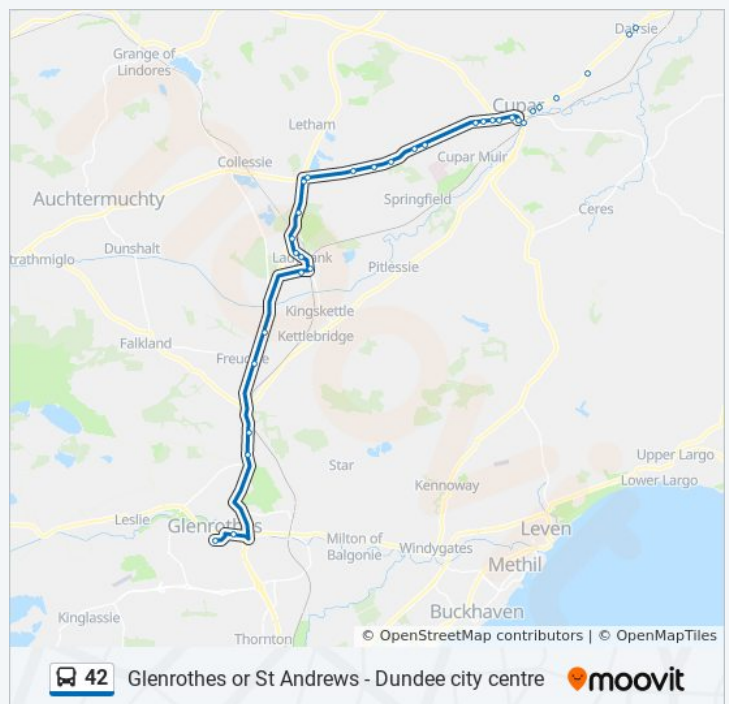 Dairsie
Grange of
Lindores
Cupar
Letham
Collessie
Cupar Muir
Auchtermuchty
Springfield
Ceres
Dunshalt
Ladybank
Pitlessie
Kingskettle
Falkland
Kettlebridge
Freuchie
Star
Upper Largo
Kennoway
Lower Largo
Leslie
Glenrothes
Milton of
Balgonie
Windygates
Leven
Methil
Kinglassie
Buckhaven
Thornton
© OpenStreetMap contributors | © OpenMapTiles
42 Glenrothes or St Andrews - Dundee city centre moovit